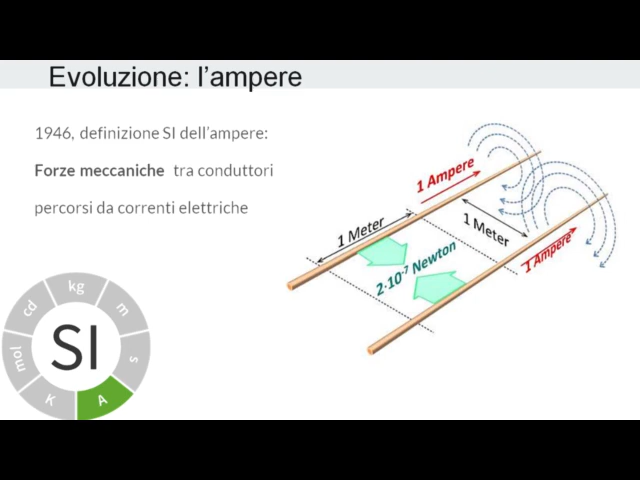 Evoluzione: l’ampere
1946, definizione SI dell’ampere:
Forze meccaniche tra conduttori
percorsi da correnti elettriche
1 Ampere
1 Meter
1 Meter
2·10⁻⁷ Newton
1 Ampere
kg
m
s
A
K
mol
cd
SI